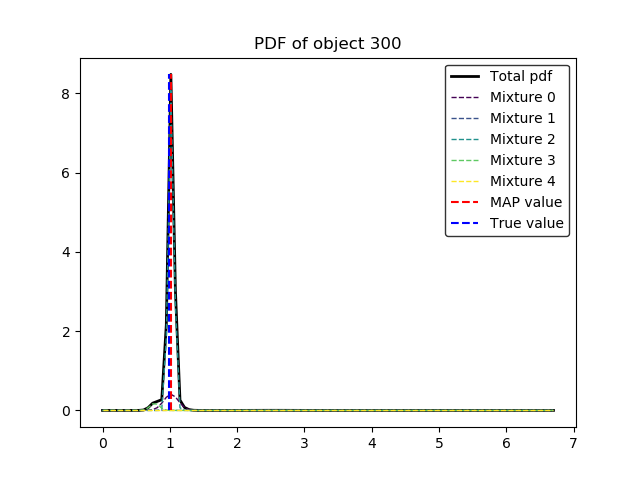 PDF of object 300
Total pdf
Mixture 0
Mixture 1
Mixture 2
Mixture 3
Mixture 4
MAP value
True value
8
6
4
2
0
0 1 2 3 4 5 6 7